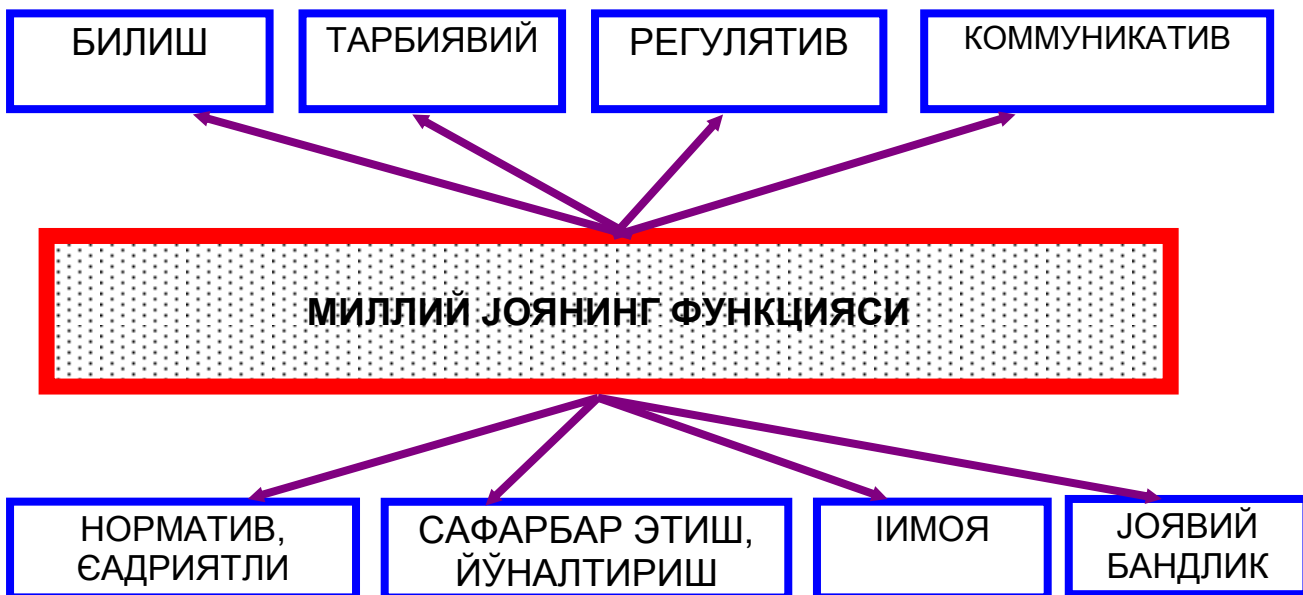 БИЛИШ
ТАРБИЯВИЙ
РЕГУЛЯТИВ
КОММУНИКАТИВ
МИЛЛИЙ ЈОЯНИНГ ФУНКЦИЯСИ
НОРМАТИВ,
ЄАДРИЯТЛИ
САФАРБАР ЭТИШ,
ЙЎНАЛТИРИШ
ІИМОЯ
ЈОЯВИЙ
БАНДЛИК